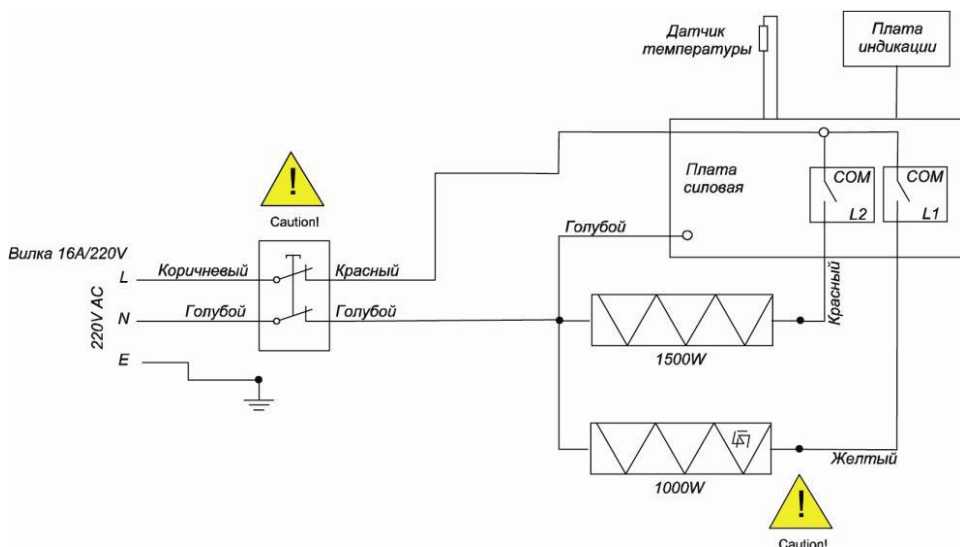 Датчик
температуры
Плата
индикации
Плата
силовая
COM
L2
COM
L1
!
Caution!
Голубой
Вилка 16A/220V
L
Коричневый
Красный
220V AC
N
Голубой
Голубой
E
Красный
1500W
1000W
Желтый
!
Caution!